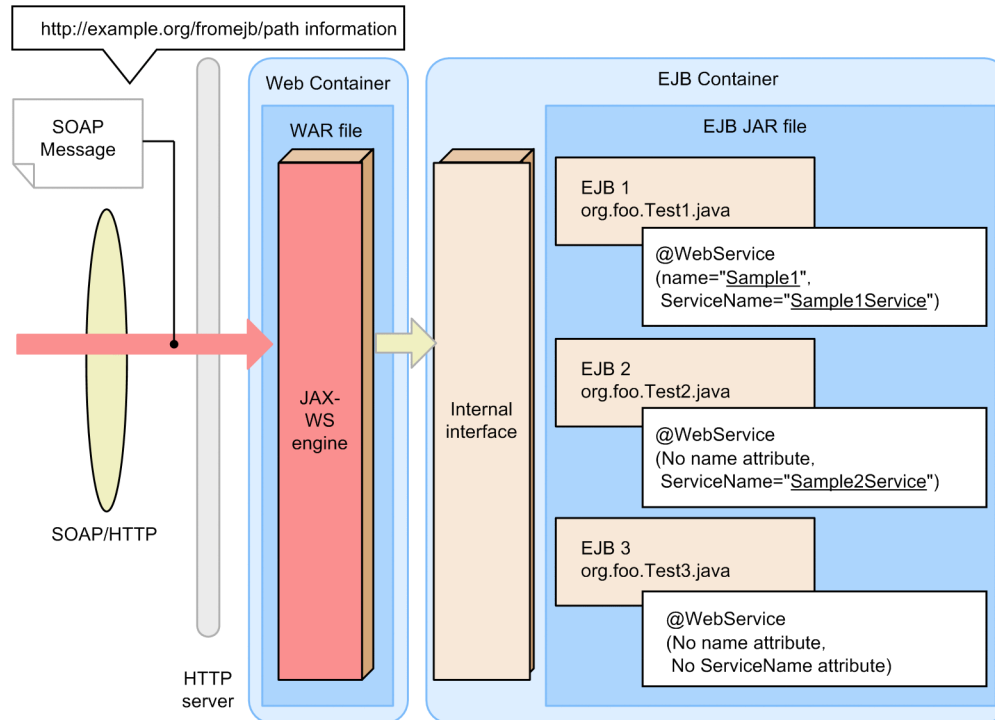 http://example.org/fromejb/path information
SOAP
Message
SOAP/HTTP
HTTP
server
Web Container
WAR file
JAX-
WS
engine
EJB Container
Internal
interface
EJB JAR file
EJB 1
org.foo.Test1.java
@WebService
(name="Sample1",
ServiceName="Sample1Service")
EJB 2
org.foo.Test2.java
@WebService
(No name attribute,
ServiceName="Sample2Service")
EJB 3
org.foo.Test3.java
@WebService
(No name attribute,
No ServiceName attribute)